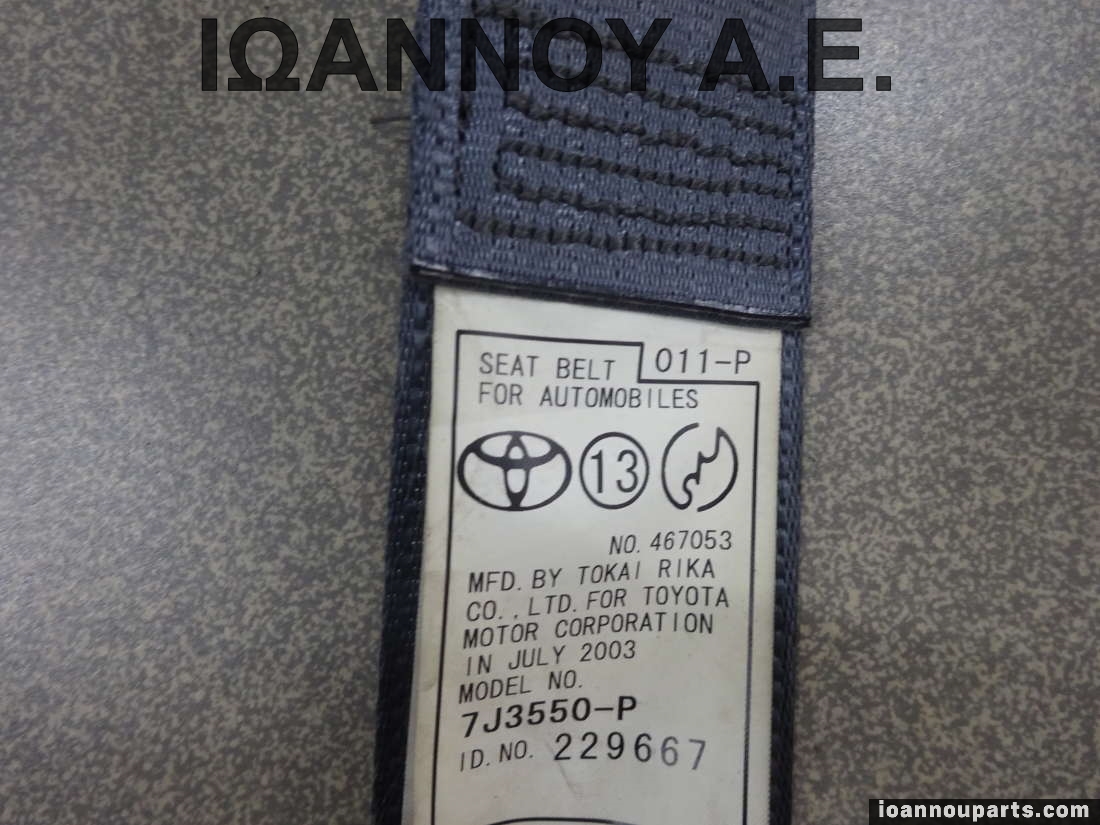 ΙΩΑΝΝΟΥ Α.Ε.
SEAT BELT 011-P
FOR AUTOMOBILES
13
NO. 467053
MFD. BY TOKAI RIKA
CO., LTD. FOR TOYOTA
MOTOR CORPORATION
IN JULY 2003
MODEL NO.
7J3550-P
ID. NO. 229667
ioannouparts.com